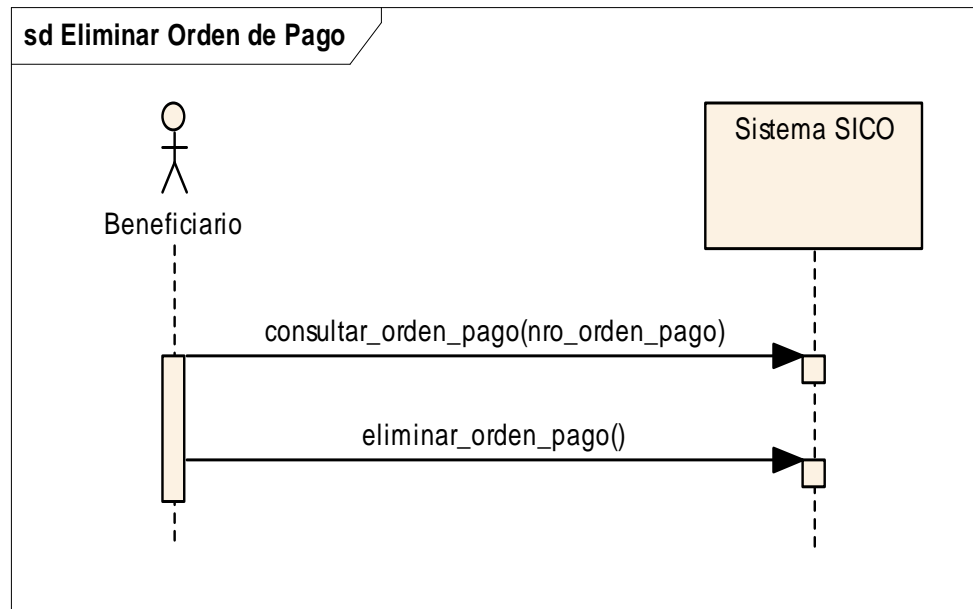 sd Eliminar Orden de Pago
Beneficiario
Sistema SICO
consultar_orden_pago(nro_orden_pago)
eliminar_orden_pago()